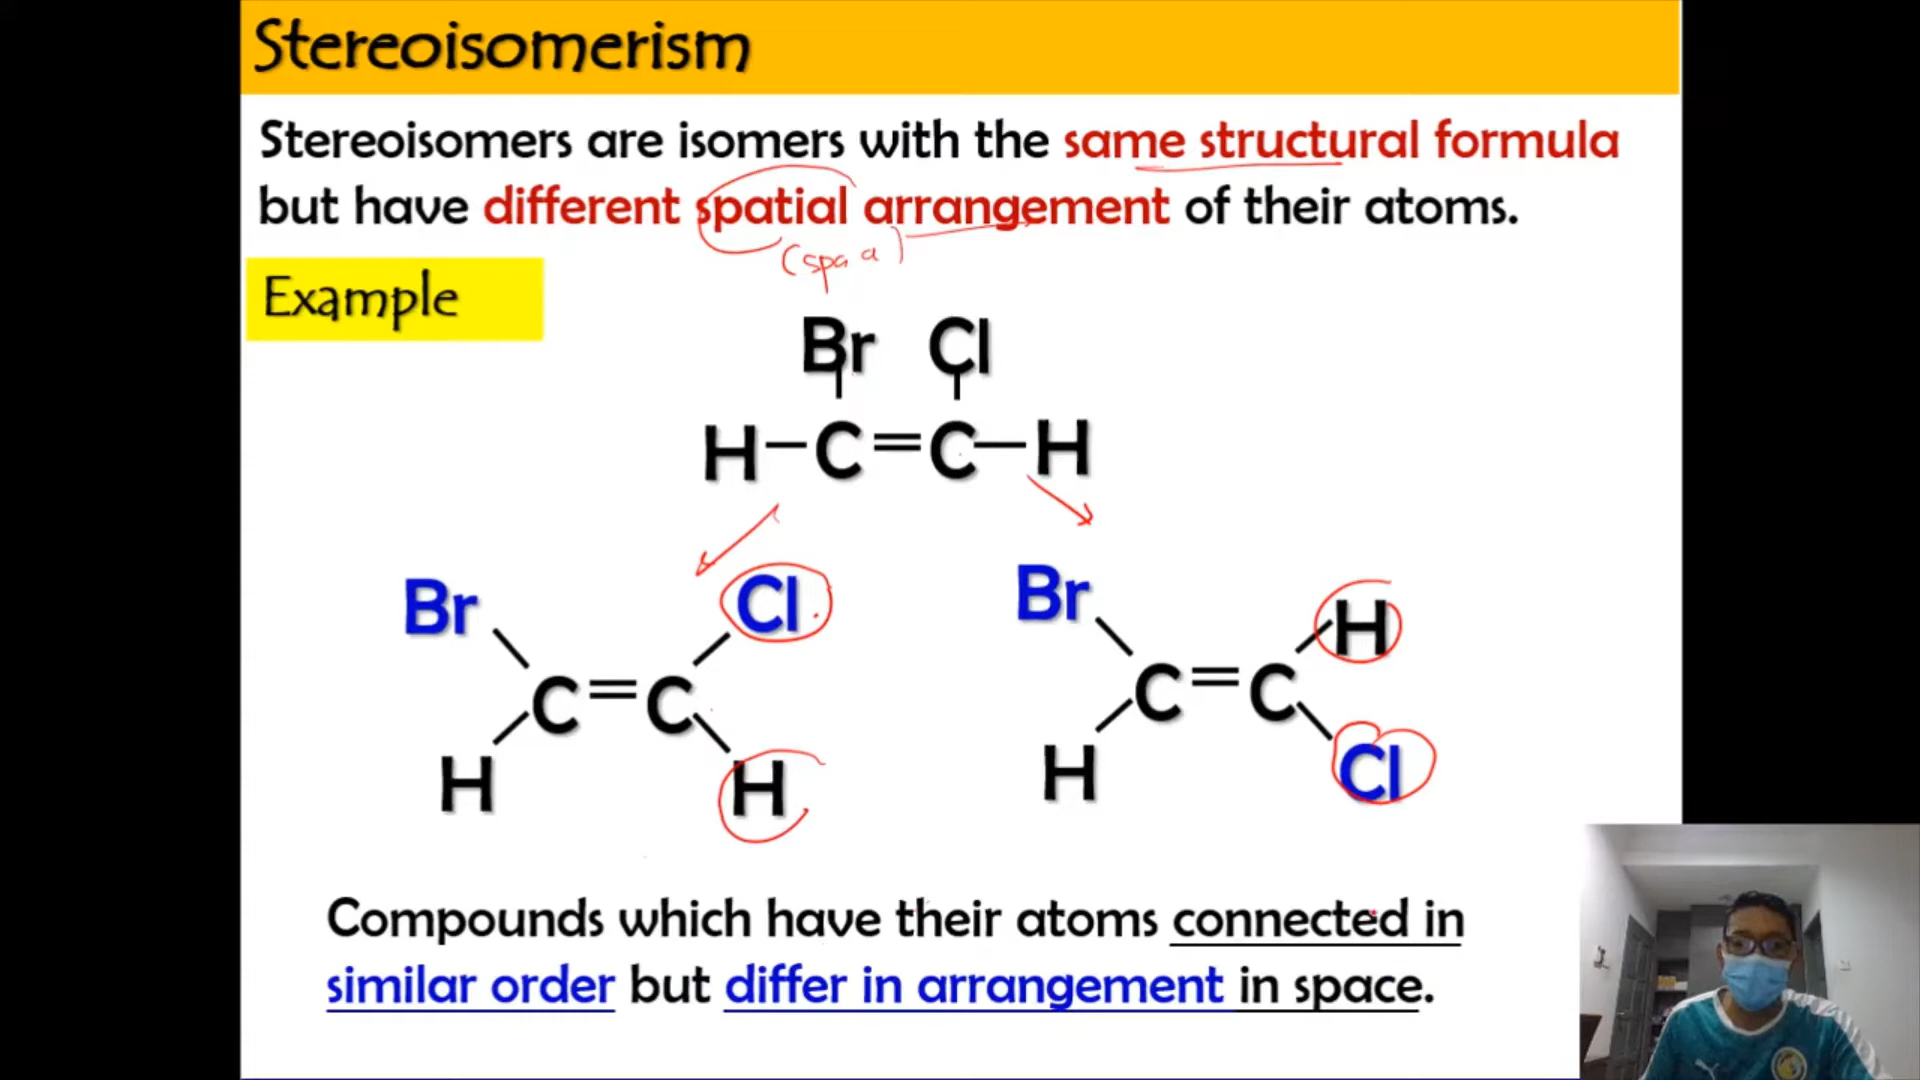 Stereoisomerism
Stereoisomers are isomers with the same structural formula
but have different spatial arrangement of their atoms.
Example
Br Cl
H C C H
Br Cl
C C
H H
Br H
C C
H Cl
Compounds which have their atoms connected in
similar order but differ in arrangement in space.